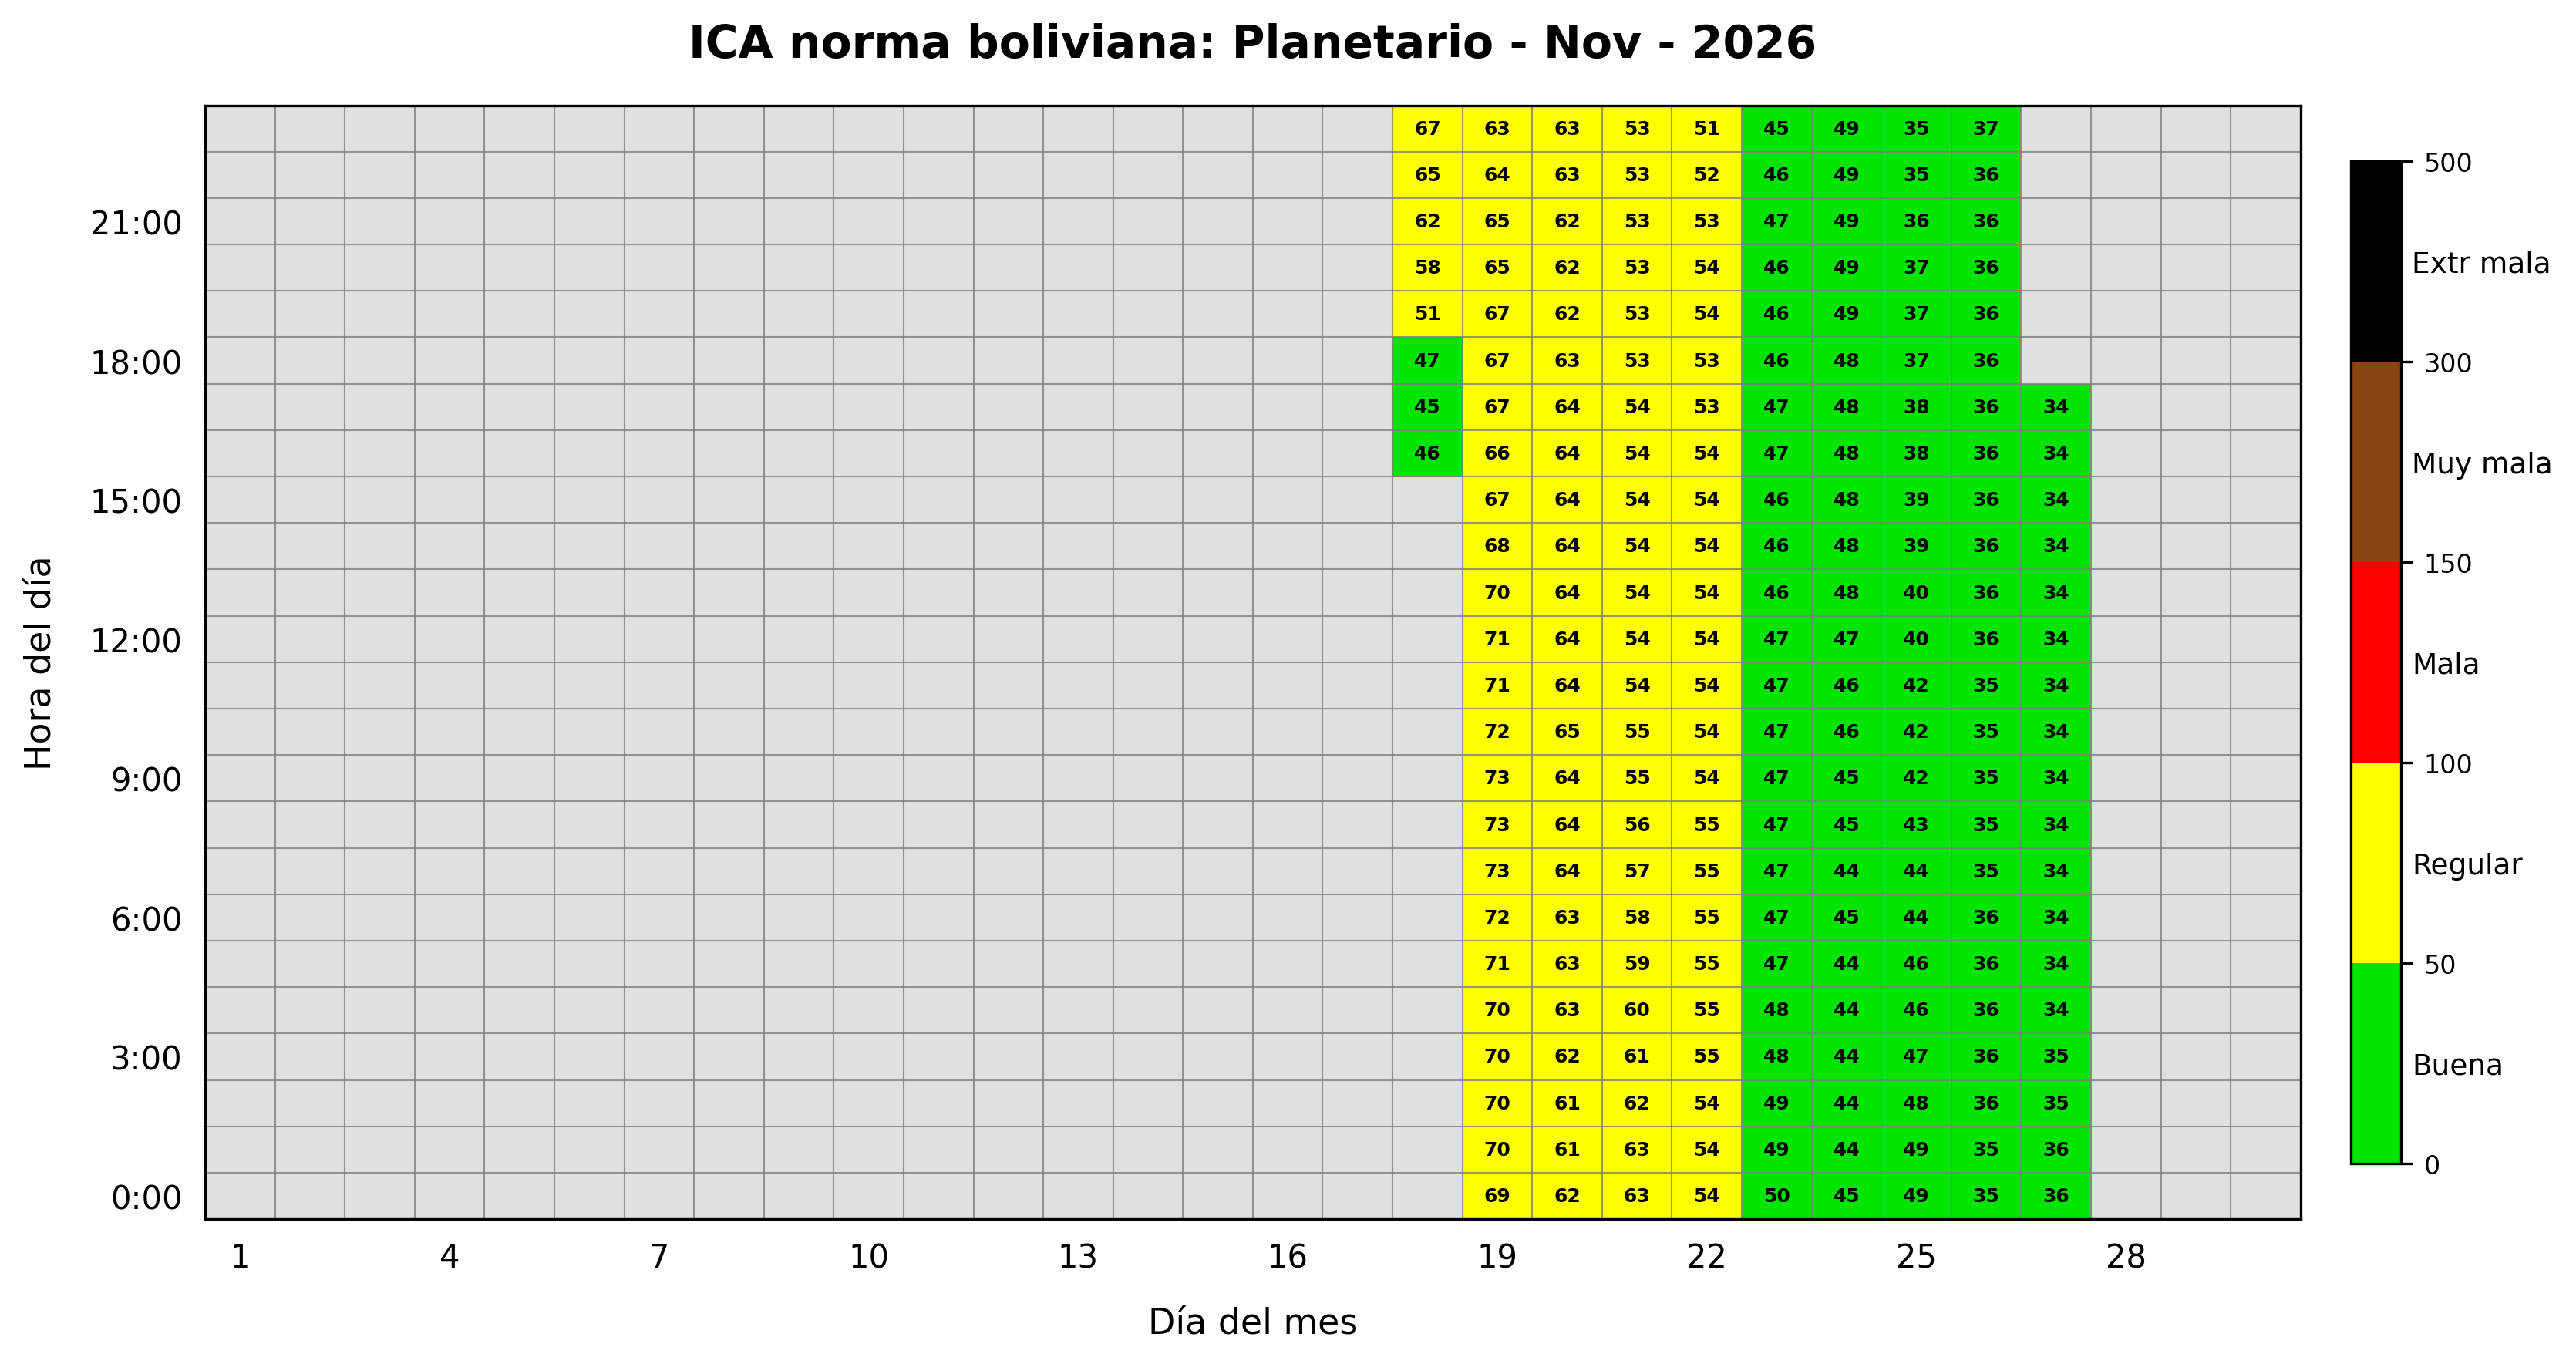 ICA norma boliviana: Planetario - Nov - 2026
67 63 63 53 51 45 49 35 37
65 64 63 53 52 46 49 35 36
21:00 62 65 62 53 53 47 49 36 36
58 65 62 53 54 46 49 37 36
51 67 62 53 54 46 49 37 36
18:00 47 67 63 53 53 46 48 37 36
45 67 64 54 53 47 48 38 36 34
46 66 64 54 54 47 48 38 36 34
15:00 67 64 54 54 46 48 39 36 34
68 64 54 54 46 48 39 36 34
70 64 54 54 46 48 40 36 34
12:00 71 64 54 54 47 47 40 36 34
71 64 54 54 47 46 42 35 34
72 65 55 54 47 46 42 35 34
9:00 73 64 55 54 47 45 42 35 34
73 64 56 55 47 45 43 35 34
73 64 57 55 47 44 44 35 34
6:00 72 63 58 55 47 45 44 36 34
71 63 59 55 47 44 46 36 34
70 63 60 55 48 44 46 36 34
3:00 70 62 61 55 48 44 47 36 35
70 61 62 54 49 44 48 36 35
70 61 63 54 49 44 49 35 36
0:00 69 62 63 54 50 45 49 35 36
1 4 7 10 13 16 19 22 25 28
Día del mes
Hora del día
500
Extr mala
300
Muy mala
150
Mala
100
Regular
50
Buena
0